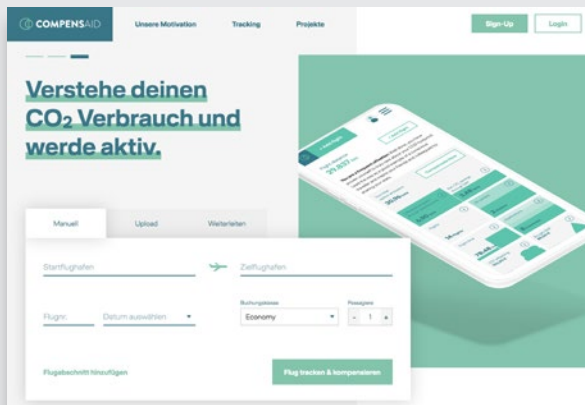 COMPENSAID
Unsere Motivation
Tracking
Projekte
Sign-Up
Login
Verstehe deinen
CO₂ Verbrauch und
werde aktiv.
Manuell
Upload
Weiterleiten
Startflughafen
Zielflughafen
Flugnr.
Datum auswählen
Buchungsklasse
Economy
Passagiere
- 1 +
Flugabschnitt hinzufügen
Flug tracken & kompensieren